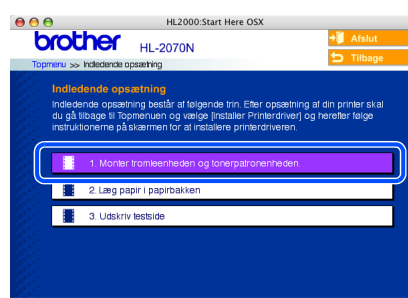 HL2000:Start Here OSX
brother HL-2070N
Afslut
Tilbage
Topmenu >> Indledende opsætning
Indledende opsætning
Indledende opsætning består af følgende trin. Efter opsætning af din printer skal
du gå tilbage til Topmenuen og vælge [Installer Printerdriver] og herefter følge
instruktionerne på skærmen for at installere printerdriveren.
1. Monter tromleenheden og tonerpatronenheden.
2. Læg papir i papirbakken
3. Udskriv testside